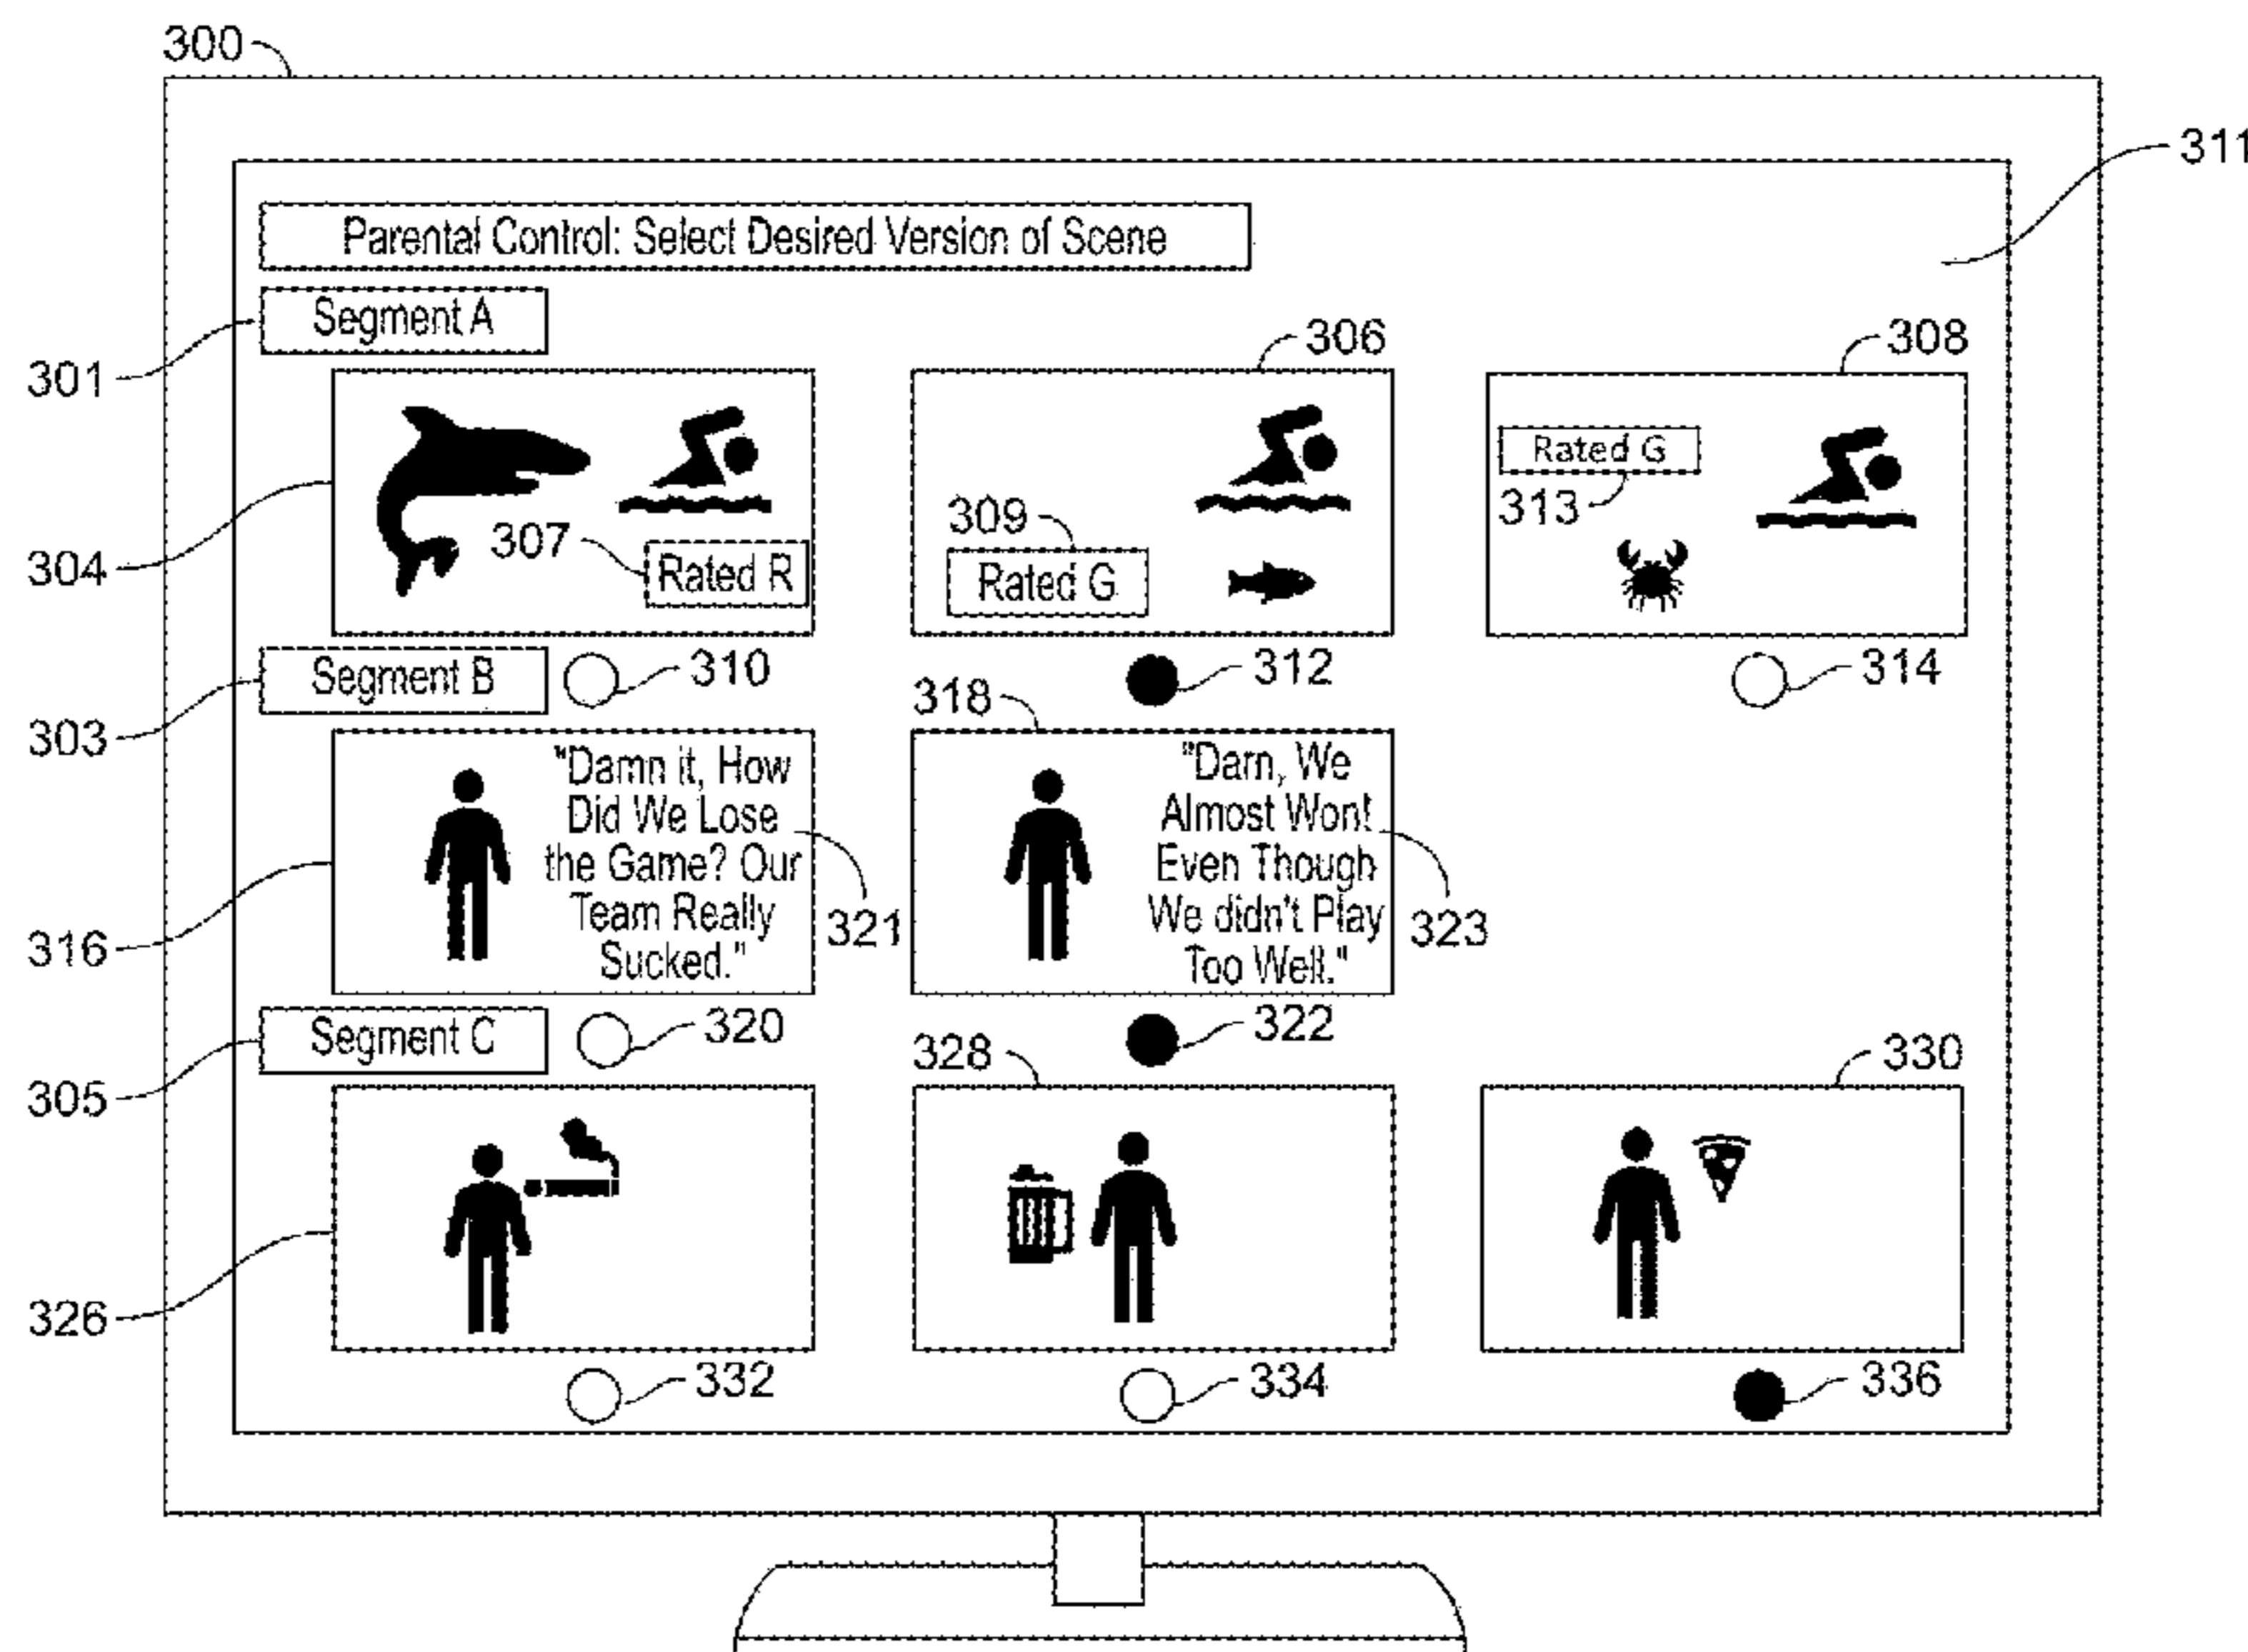 300
311
Parental Control: Select Desired Version of Scene
Segment A
301
306
308
Rated G
313
304
307
Rated R
309
Rated G
Segment B
310
312
314
303
318
"Damn it, How
Did We Lose
the Game? Our
Team Really
Sucked."
321
"Darn, We
Almost Won!
Even Though
We didn't Play
Too Well."
323
316
Segment C
320
322
305
328
330
326
332
334
336